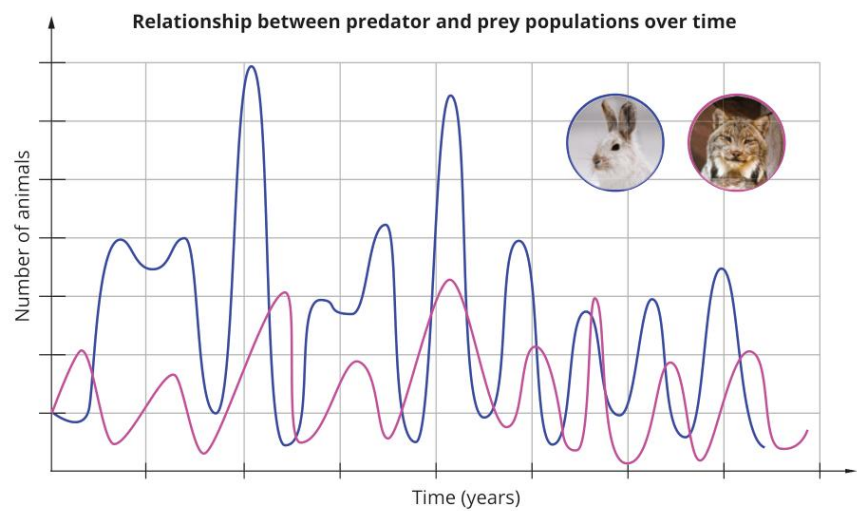 Relationship between predator and prey populations over time
Number of animals
Time (years)